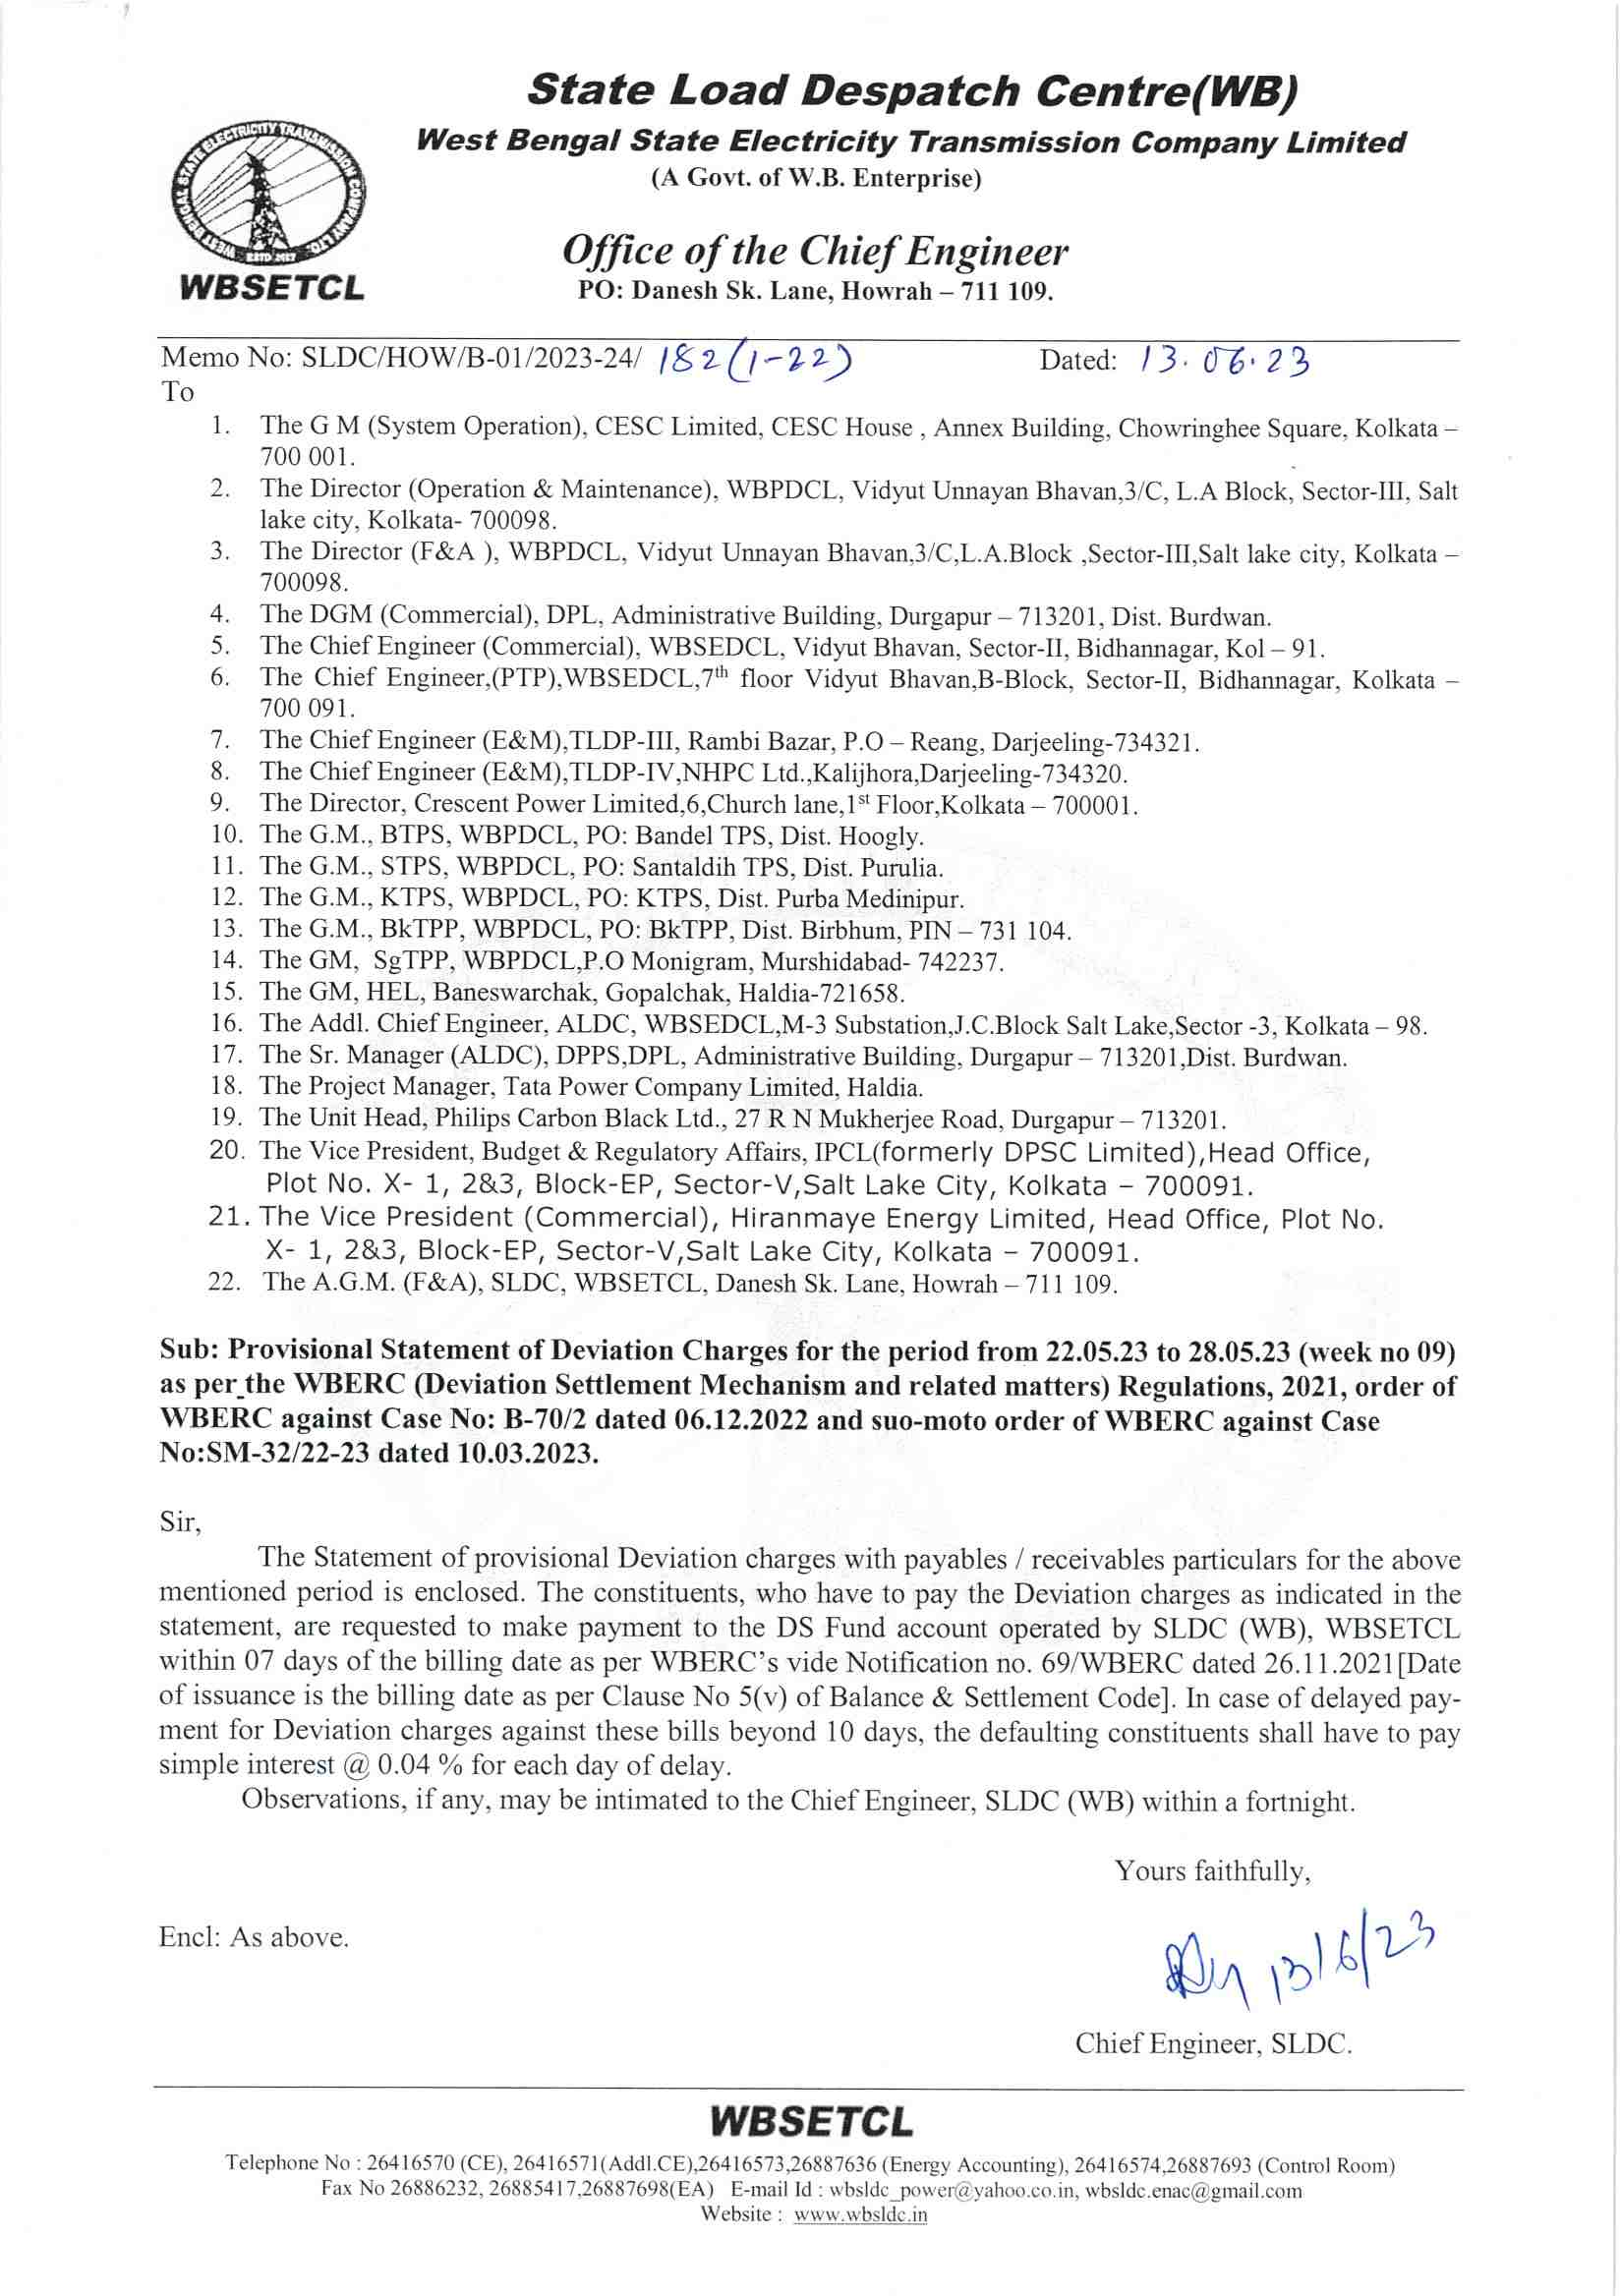 State Load Despatch Centre(WB)
West Bengal State Electricity Transmission Company Limited
(A Govt. of W.B. Enterprise)
WEST BENGAL STATE ELECTRICITY TRANSMISSION COMPANY LTD.
WBSETCL
Office of the Chief Engineer
PO: Danesh Sk. Lane, Howrah – 711 109.
Memo No: SLDC/HOW/B-01/2023-24/ 182(1-22) Dated: 13.06.23
To
1. The G M (System Operation), CESC Limited, CESC House , Annex Building, Chowringhee Square, Kolkata –
700 001.
2. The Director (Operation & Maintenance), WBPDCL, Vidyut Unnayan Bhavan,3/C, L.A Block, Sector-III, Salt
lake city, Kolkata- 700098.
3. The Director (F&A ), WBPDCL, Vidyut Unnayan Bhavan,3/C,L.A.Block ,Sector-III,Salt lake city, Kolkata –
700098.
4. The DGM (Commercial), DPL, Administrative Building, Durgapur – 713201, Dist. Burdwan.
5. The Chief Engineer (Commercial), WBSEDCL, Vidyut Bhavan, Sector-II, Bidhannagar, Kol – 91.
6. The Chief Engineer,(PTP),WBSEDCL,7th floor Vidyut Bhavan,B-Block, Sector-II, Bidhannagar, Kolkata –
700 091.
7. The Chief Engineer (E&M),TLDP-III, Rambi Bazar, P.O – Reang, Darjeeling-734321.
8. The Chief Engineer (E&M),TLDP-IV,NHPC Ltd.,Kalijhora,Darjeeling-734320.
9. The Director, Crescent Power Limited,6,Church lane,1st Floor,Kolkata – 700001.
10. The G.M., BTPS, WBPDCL, PO: Bandel TPS, Dist. Hoogly.
11. The G.M., STPS, WBPDCL, PO: Santaldih TPS, Dist. Purulia.
12. The G.M., KTPS, WBPDCL, PO: KTPS, Dist. Purba Medinipur.
13. The G.M., BkTPP, WBPDCL, PO: BkTPP, Dist. Birbhum, PIN – 731 104.
14. The GM, SgTPP, WBPDCL,P.O Monigram, Murshidabad- 742237.
15. The GM, HEL, Baneswarchak, Gopalchak, Haldia-721658.
16. The Addl. Chief Engineer, ALDC, WBSEDCL,M-3 Substation,J.C.Block Salt Lake,Sector -3, Kolkata – 98.
17. The Sr. Manager (ALDC), DPPS,DPL, Administrative Building, Durgapur – 713201,Dist. Burdwan.
18. The Project Manager, Tata Power Company Limited, Haldia.
19. The Unit Head, Philips Carbon Black Ltd., 27 R N Mukherjee Road, Durgapur – 713201.
20. The Vice President, Budget & Regulatory Affairs, IPCL(formerly DPSC Limited),Head Office,
Plot No. X- 1, 2&3, Block-EP, Sector-V,Salt Lake City, Kolkata – 700091.
21. The Vice President (Commercial), Hiranmaye Energy Limited, Head Office, Plot No.
X- 1, 2&3, Block-EP, Sector-V,Salt Lake City, Kolkata – 700091.
22. The A.G.M. (F&A), SLDC, WBSETCL, Danesh Sk. Lane, Howrah – 711 109.
Sub: Provisional Statement of Deviation Charges for the period from 22.05.23 to 28.05.23 (week no 09)
as per the WBERC (Deviation Settlement Mechanism and related matters) Regulations, 2021, order of
WBERC against Case No: B-70/2 dated 06.12.2022 and suo-moto order of WBERC against Case
No:SM-32/22-23 dated 10.03.2023.
Sir,
The Statement of provisional Deviation charges with payables / receivables particulars for the above
mentioned period is enclosed. The constituents, who have to pay the Deviation charges as indicated in the
statement, are requested to make payment to the DS Fund account operated by SLDC (WB), WBSETCL
within 07 days of the billing date as per WBERC's vide Notification no. 69/WBERC dated 26.11.2021[Date
of issuance is the billing date as per Clause No 5(v) of Balance & Settlement Code]. In case of delayed pay-
ment for Deviation charges against these bills beyond 10 days, the defaulting constituents shall have to pay
simple interest @ 0.04 % for each day of delay.
Observations, if any, may be intimated to the Chief Engineer, SLDC (WB) within a fortnight.
Yours faithfully,
Encl: As above.
13/6/23
Chief Engineer, SLDC.
WBSETCL
Telephone No : 26416570 (CE), 26416571(Addl.CE),26416573,26887636 (Energy Accounting), 26416574,26887693 (Control Room)
Fax No 26886232, 26885417,26887698(EA) E-mail Id : wbsldc_power@yahoo.co.in, wbsldc.enac@gmail.com
Website : www.wbsldc.in